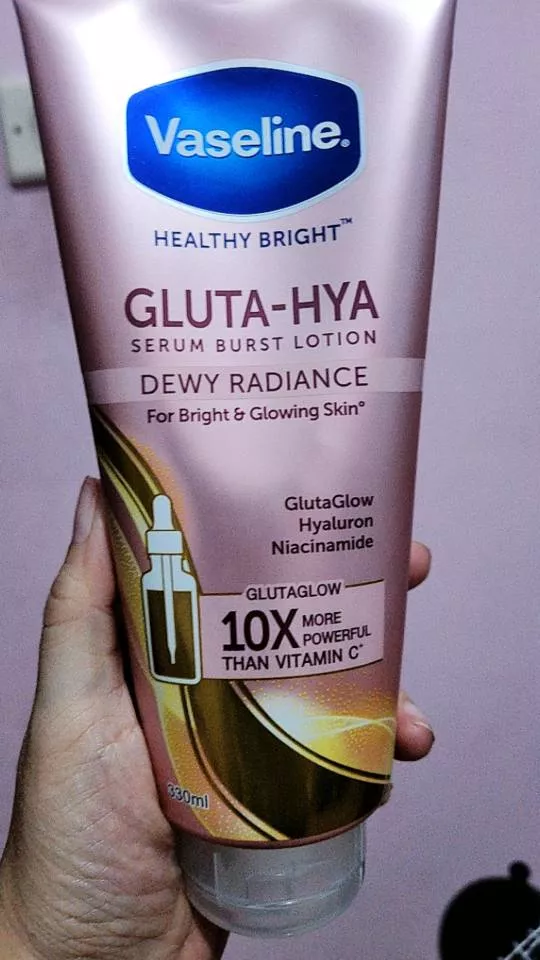 Vaseline®
HEALTHY BRIGHT™
GLUTA-HYA
SERUM BURST LOTION
DEWY RADIANCE
For Bright & Glowing Skin°
GlutaGlow
Hyaluron
Niacinamide
GLUTAGLOW
10X MORE
POWERFUL
THAN VITAMIN C*
330ml